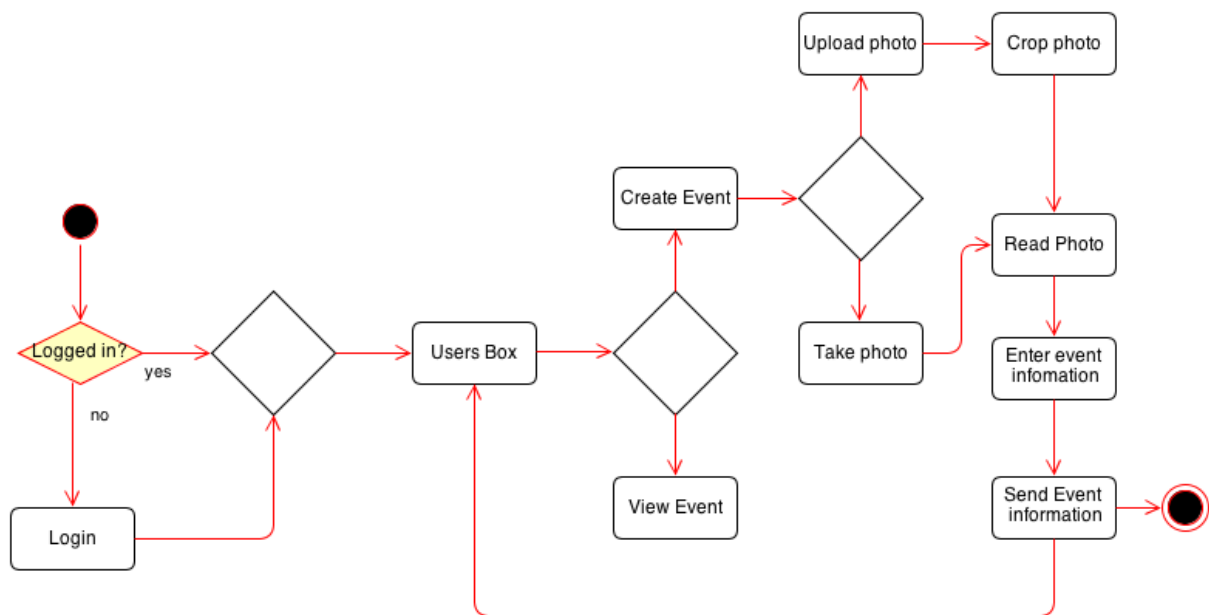 Upload photo
Crop photo
Create Event
Read Photo
Logged in?
yes
Users Box
Take photo
Enter event
infomation
no
View Event
Send Event
information
Login